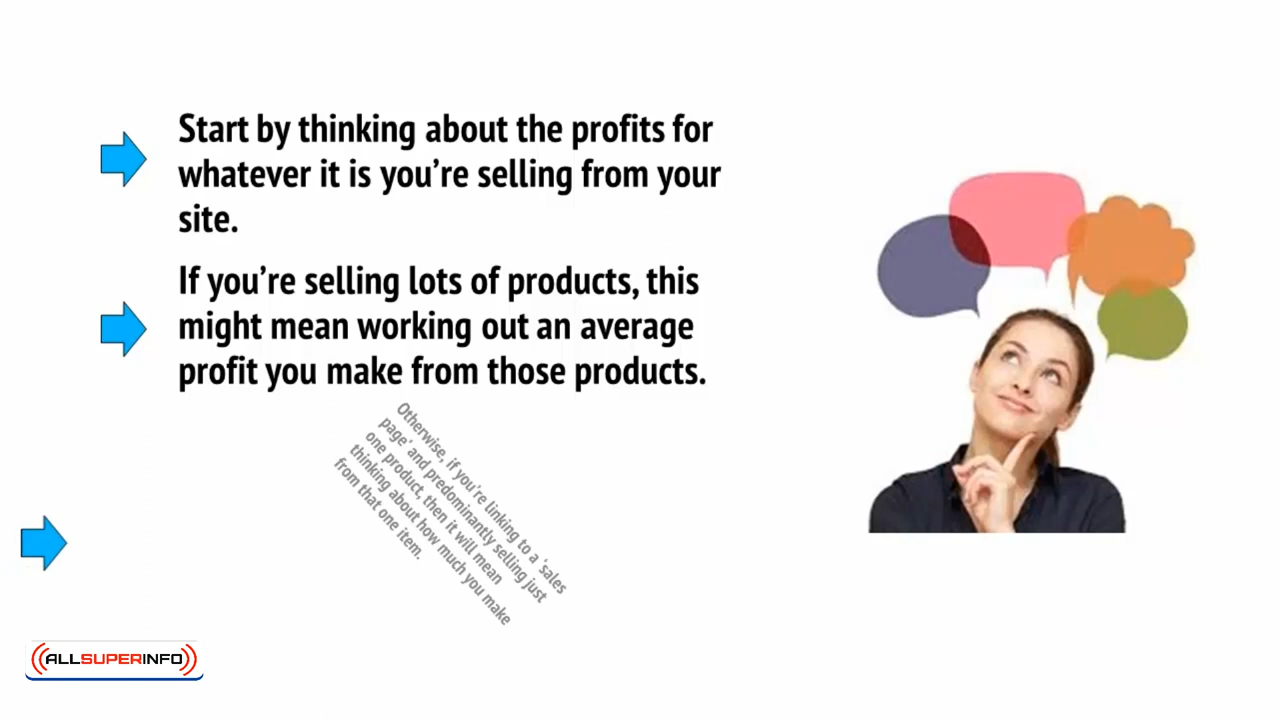 Start by thinking about the profits for
whatever it is you’re selling from your
site.
If you’re selling lots of products, this
might mean working out an average
profit you make from those products.
Otherwise, if you’re linking to a ‘sales
page’ and predominantly selling just
one product, then it will mean
thinking about how much you make
from that one item.
ALLSUPERINFO